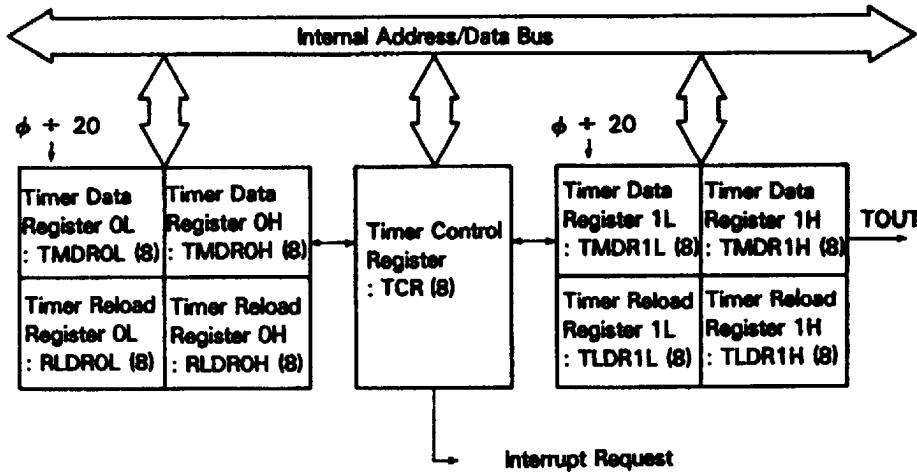 Internal Address/Data Bus
ϕ ÷ 20
ϕ ÷ 20
Timer Data
Register 0L
: TMDR0L (8)
Timer Data
Register 0H
: TMDR0H (8)
Timer Reload
Register 0L
: RLDR0L (8)
Timer Reload
Register 0H
: RLDR0H (8)
Timer Control
Register
: TCR (8)
Timer Data
Register 1L
: TMDR1L (8)
Timer Data
Register 1H
: TMDR1H (8)
Timer Reload
Register 1L
: TLDR1L (8)
Timer Reload
Register 1H
: TLDR1H (8)
TOUT
Interrupt Request